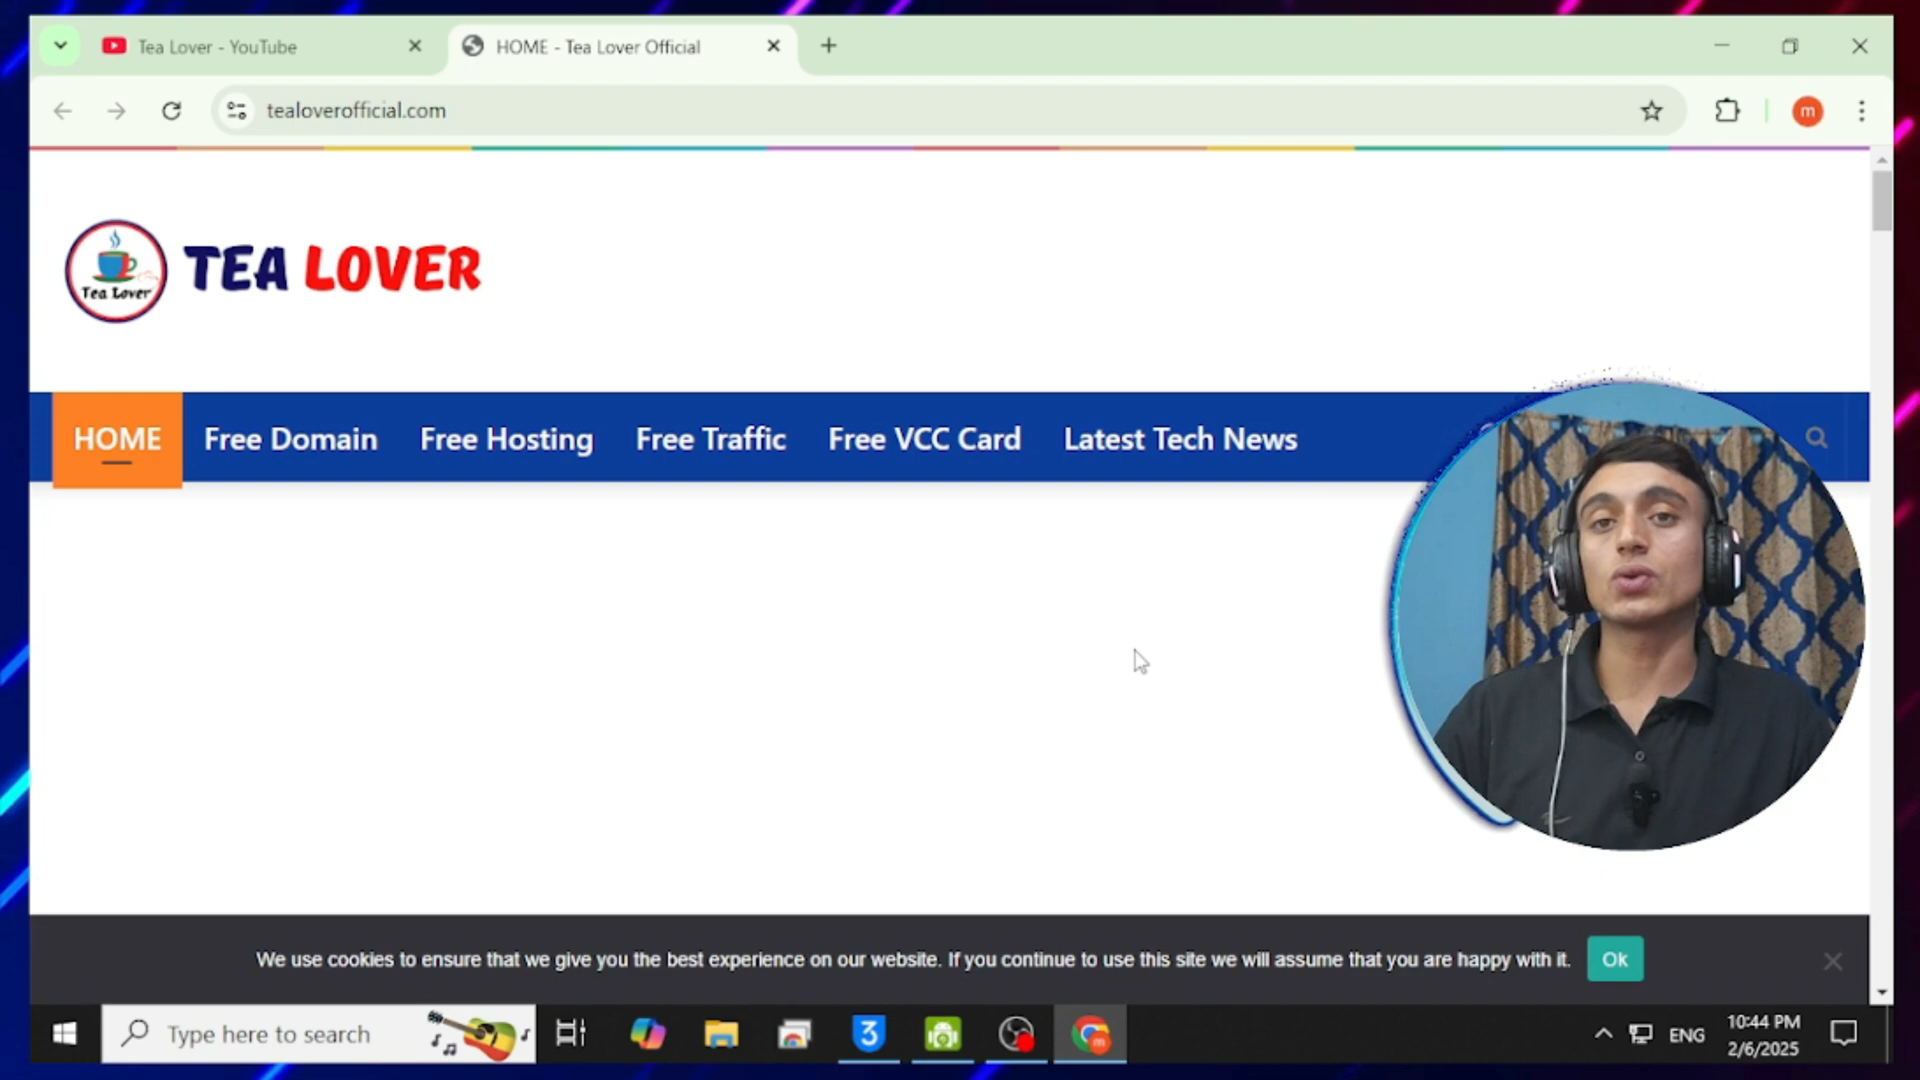 Tea Lover - YouTube
HOME - Tea Lover Official
tealoverofficial.com
m
Tea Lover
TEA LOVER
HOME
Free Domain
Free Hosting
Free Traffic
Free VCC Card
Latest Tech News
We use cookies to ensure that we give you the best experience on our website. If you continue to use this site we will assume that you are happy with it.
Ok
Type here to search
3
m
ENG
10:44 PM
2/6/2025